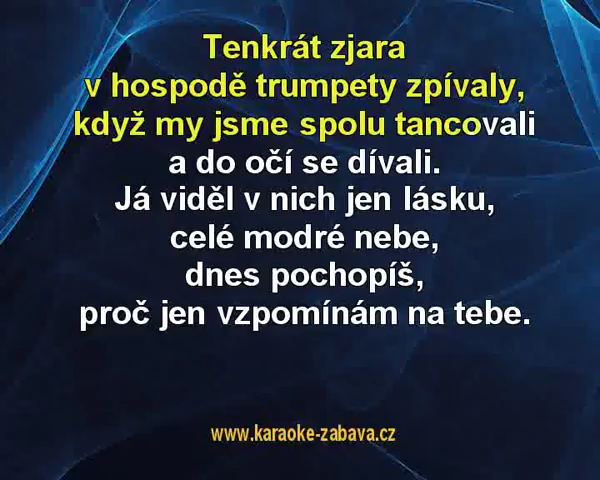 Tenkrát zjara
v hospodě trumpety zpívaly,
když my jsme spolu tancovali
a do očí se dívali.
Já viděl v nich jen lásku,
celé modré nebe,
dnes pochopíš,
proč jen vzpomínám na tebe.
www.karaoke-zabava.cz